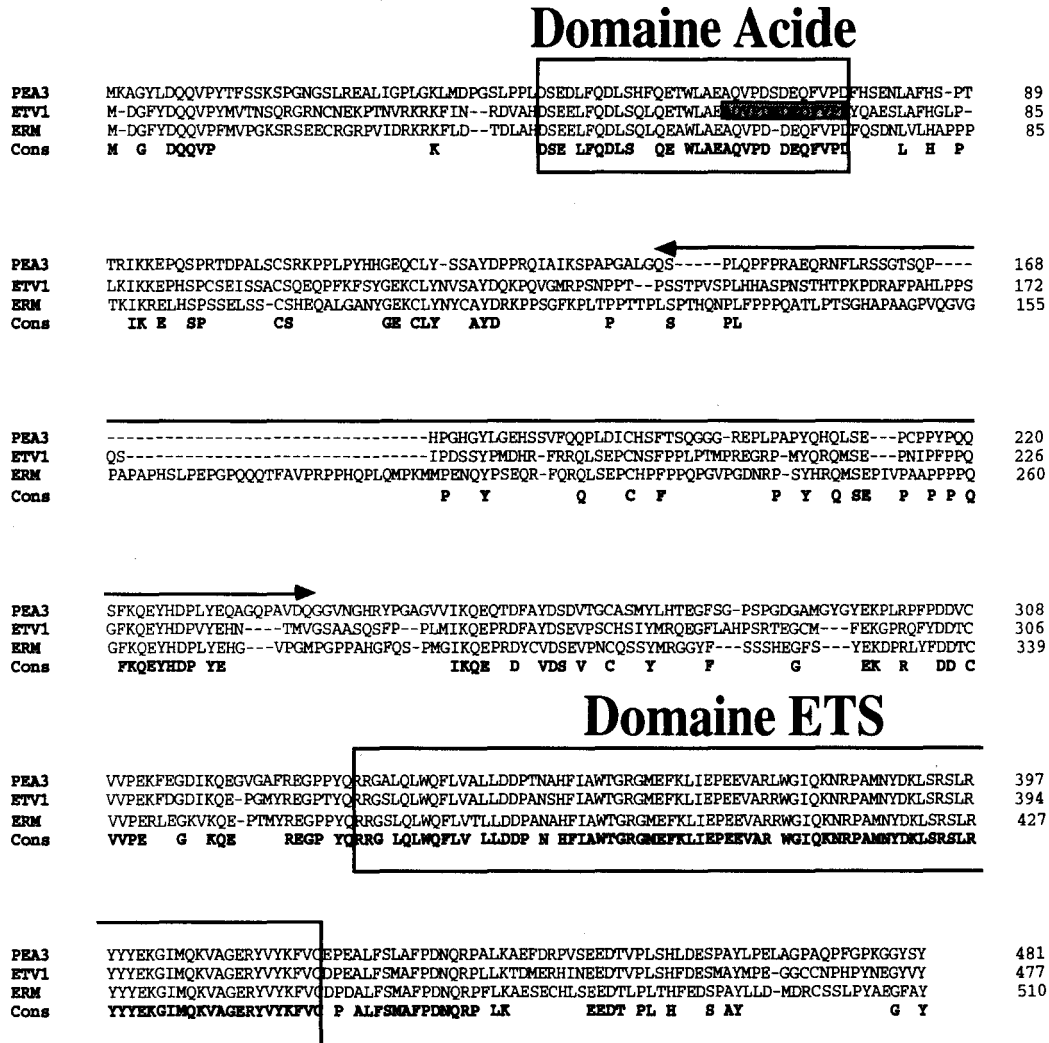 Domaine Acide
PEA3 MKAGYLDQQVPYTFSSKSPGNGSLREALIGPLGKLMDPGSLPPLDSEDLFQDLSHFQETWLAEAQVPDSDEQFVPDFHSENLAFHS-PT 89
ETV1 M-DGFYDQQVPYMVTNSQRGRNCNEKPTNVRKRKFIN--RDVAHDSEELFQDLSQLQETWLAE YQAESLAFHGLP- 85
ERM M-DGFYDQQVPFMVPGKSRSEECRGRPVIDRKRKFLD--TDLAHDSEELFQDLSQLQEAWLAEAQVPD-DEQFVPDFQSDNLVLHAPPP 85
Cons M G DQQVP K DSE LFQDLS QE WLAEAQVPD DEQFVPD L H P
PEA3 TRIKKEPQSPRTDPALSCSRKPPLPYHHGEQCLY-SSAYDPPRQIAIKSPAPGALGQS-----PLQPFPRAEQRNFLRSSGTSQP---- 168
ETV1 LKIKKEPHSPCSEISSACSQEQPFKFSYGEKCLYNVSAYDQKPQVGMRPSNPPT--PSSTPVSPLHHASPNSTHTPKPDRAFPAHLPPS 172
ERM TKIKRELHSPSSELSS-CSHEQALGANYGEKCLYNYCAYDRKPPSGFKPLTPPTTPLSPTHQNPLFPPPQATLPTSGHAPAAGPVQGVG 155
Cons IK E SP CS GE CLY AYD P S PL
PEA3 ---------------------------------HPGHGYLGEHSSVFQQPLDICHSFTSQGGG-REPLPAPYQHQLSE---PCPPYPQQ 220
ETV1 QS-------------------------------IPDSSYPMDHR-FRRQLSEPCNSFPPLPTMPREGRP-MYQRQMSE---PNIPFPPQ 226
ERM PAPAPHSLPEPGPQQQTFAVPRPPHQPLQMPKMMPENQYPSEQR-FQRQLSEPCHPFPPQPGVPGDNRP-SYHRQMSEPIVPAAPPPPQ 260
Cons P Y Q C F P Y Q SE P P P Q
PEA3 SFKQEYHDPLYEQAGQPAVDQGGVNGHRYPGAGVVIKQEQTDFAYDSDVTGCASMYLHTEGFSG-PSPGDGAMGYGYEKPLRPFPDDVC 308
ETV1 GFKQEYHDPVYEHN----TMVGSAASQSFPP--PLMIKQEPRDFAYDSEVPSCHSIYMRQEGFLAHPSRTEGCM---FEKGPRQFYDDTC 306
ERM GFKQEYHDPLYEHG---VPGMPGPPAHGFQS-PMGIKQEPRDYCVDSEVPNCQSSYMRGGYF---SSSHEGFS---YEKDPRLYFDDTC 339
Cons FKQEYHDP YE IKQE D VDS V C Y F G EK R DD C
Domaine ETS
PEA3 VVPEKFEGDIKQEGVGAFREGPPYQRRGALQLWQFLVALLDDPTNAHFIAWTGRGMEFKLIEPEEVARLWGIQKNRPAMNYDKLSRSLR 397
ETV1 VVPEKFDGDIKQE-PGMYREGPTYQRRGSLQLWQFLVALLDDPANSHFIAWTGRGMEFKLIEPEEVARRWGIQKNRPAMNYDKLSRSLR 394
ERM VVPERLEGKVKQE-PTMYREGPPYQRRGSLQLWQFLVTLLDDPANAHFIAWTGRGMEFKLIEPEEVARRWGIQKNRPAMNYDKLSRSLR 427
Cons VVPE G KQE REGP YQRRG LQLWQFLV LLDDP N HFIAWTGRGMEFKLIEPEEVAR WGIQKNRPAMNYDKLSRSLR
PEA3 YYYEKGIMQKVAGERYVYKFVCEPEALFSLAFPDNQRPALKAEFDRPVSEEDTVPLSHLDESPAYLPELAGPAQPFGPKGGYSY 481
ETV1 YYYEKGIMQKVAGERYVYKFVCDPEALFSMAFPDNQRPLLKTDMERHINEEDTVPLSHFDESMAYMPE-GGCCNPHPYNEGYVY 477
ERM YYYEKGIMQKVAGERYVYKFVCDPDALFSMAFPDNQRPFLKAESECHLSEEDTLPLTHFEDSPAYLLD-MDRCSSLPYAEGFAY 510
Cons YYYEKGIMQKVAGERYVYKFVC P ALFSMAFPDNQRP LK EEDT PL H S AY G Y